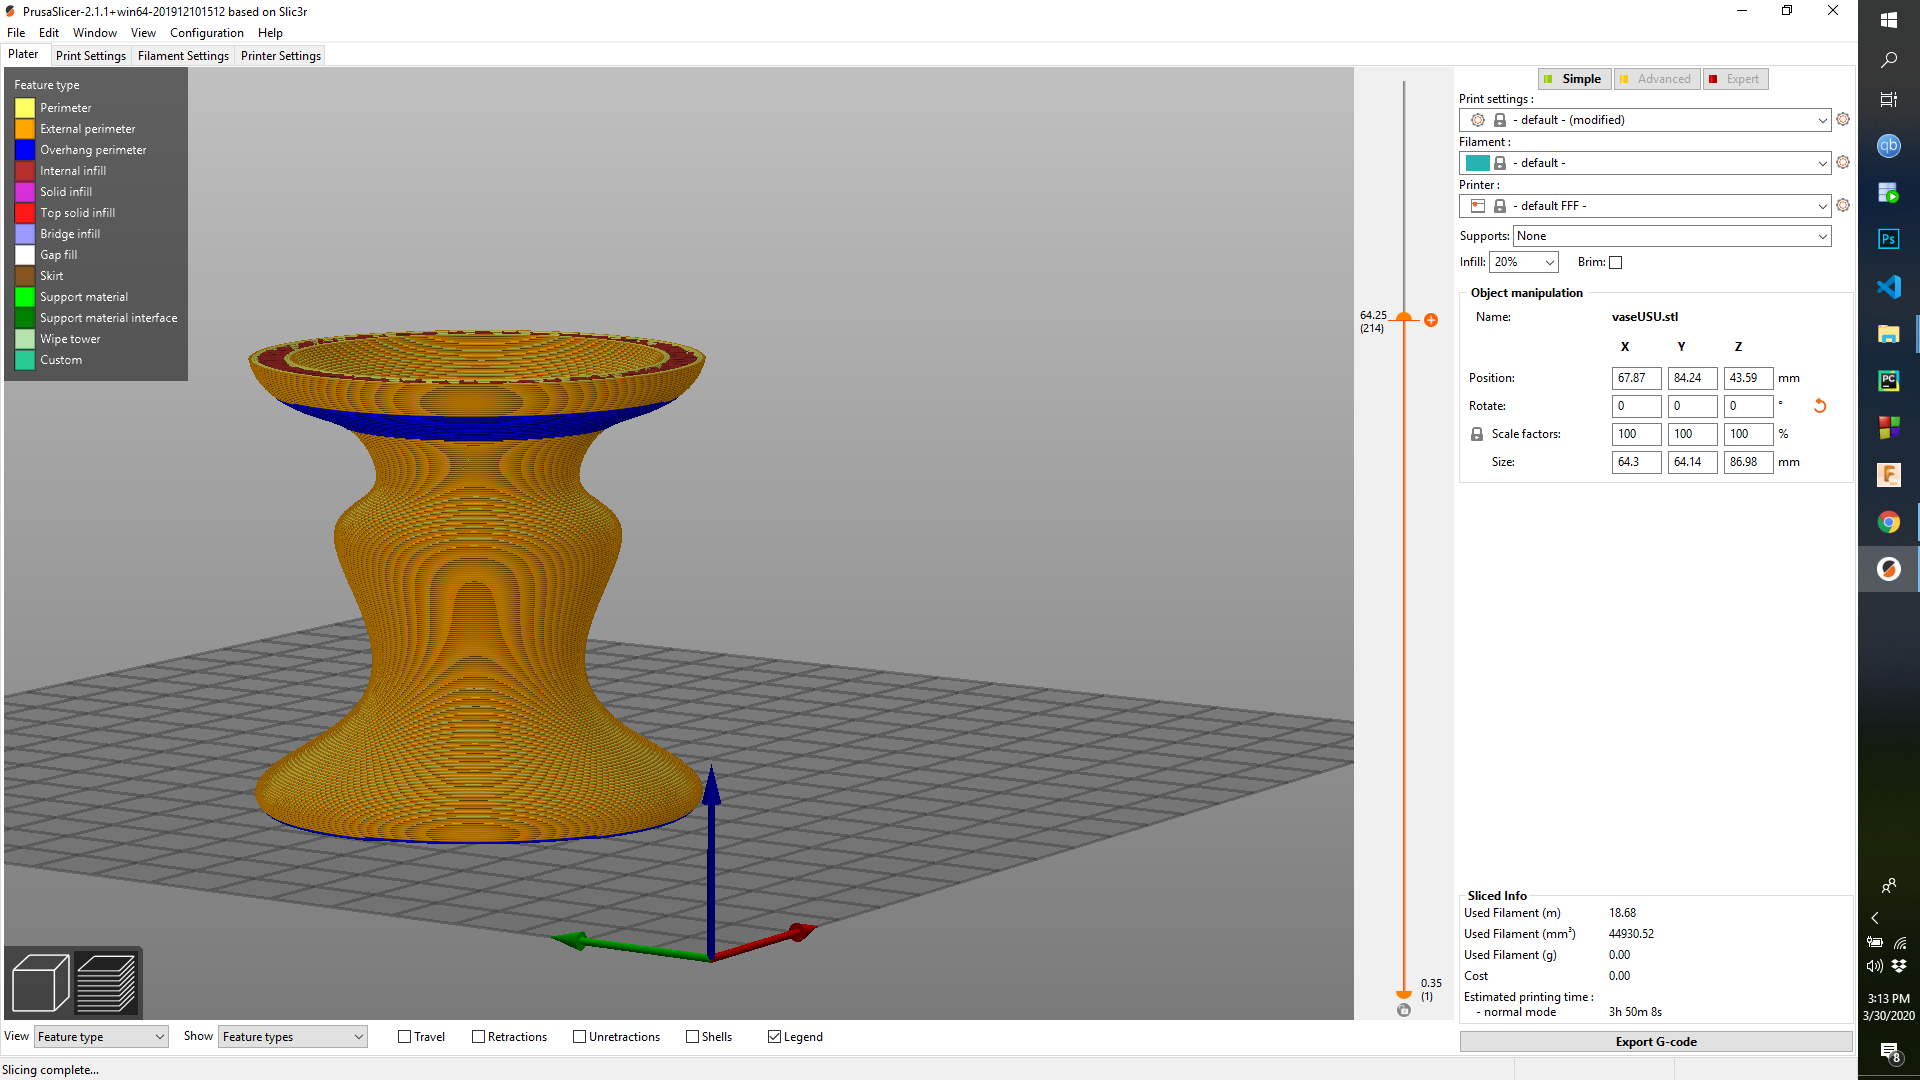 PrusaSlicer-2.1.1+win64-201912101512 based on Slic3r
File Edit Window View Configuration Help
Plater Print Settings Filament Settings Printer Settings
Feature type
Perimeter
External perimeter
Overhang perimeter
Internal infill
Solid infill
Top solid infill
Bridge infill
Gap fill
Skirt
Support material
Support material interface
Wipe tower
Custom
64.25
(214)
0.35
(1)
Simple Advanced Expert
Print settings :
- default - (modified)
Filament :
- default -
Printer :
- default FFF -
Supports: None
Infill: 20% Brim:
Object manipulation
Name: vaseUSU.stl
X Y Z
Position: 67.87 84.24 43.59 mm
Rotate: 0 0 0 °
Scale factors: 100 100 100 %
Size: 64.3 64.14 86.98 mm
Sliced Info
Used Filament (m) 18.68
Used Filament (mm³) 44930.52
Used Filament (g) 0.00
Cost 0.00
Estimated printing time :
- normal mode 3h 50m 8s
Export G-code
View Feature type Show Feature types Travel Retractions Unretractions Shells Legend
Slicing complete...
qb
Ps
PC
F
3:13 PM
3/30/2020
8